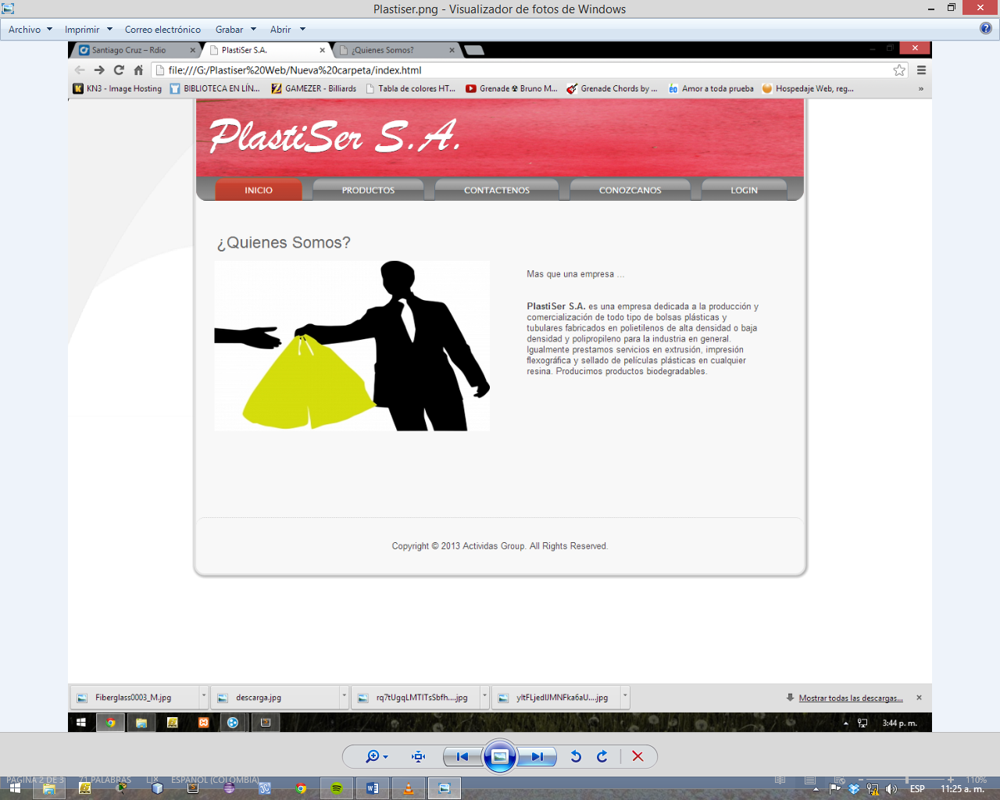 Plastiser.png - Visualizador de fotos de Windows
Archivo Imprimir Correo electrónico Grabar Abrir
Santiago Cruz – Rdio PlastiSer S.A. ¿Quienes Somos?
file:///G:/Plastiser%20Web/Nueva%20carpeta/index.html
KN3 - Image Hosting BIBLIOTECA EN LÍN... GAMEZER - Billiards Tabla de colores HT... Grenade ☢ Bruno M... Grenade Chords by ... Amor a toda prueba Hospedaje Web, reg... »
PlastiSer S.A.
INICIO PRODUCTOS CONTACTENOS CONOZCANOS LOGIN
¿Quienes Somos?
Mas que una empresa ...
PlastiSer S.A. es una empresa dedicada a la producción y
comercialización de todo tipo de bolsas plásticas y
tubulares fabricados en polietilenos de alta densidad o baja
densidad y polipropileno para la industria en general.
Igualmente prestamos servicios en extrusión, impresión
flexográfica y sellado de películas plásticas en cualquier
resina. Producimos productos biodegradables.
Copyright © 2013 Actividas Group. All Rights Reserved.
Fiberglass0003_M.jpg descarga.jpg rq7tUgqLMTITsSbfh....jpg Mostrar todas las descargas...
3:44 p. m.
PÁGINA 2 DE 3 71 PALABRAS ESPAÑOL (COLOMBIA) 110%
ESP 11:25 a. m.